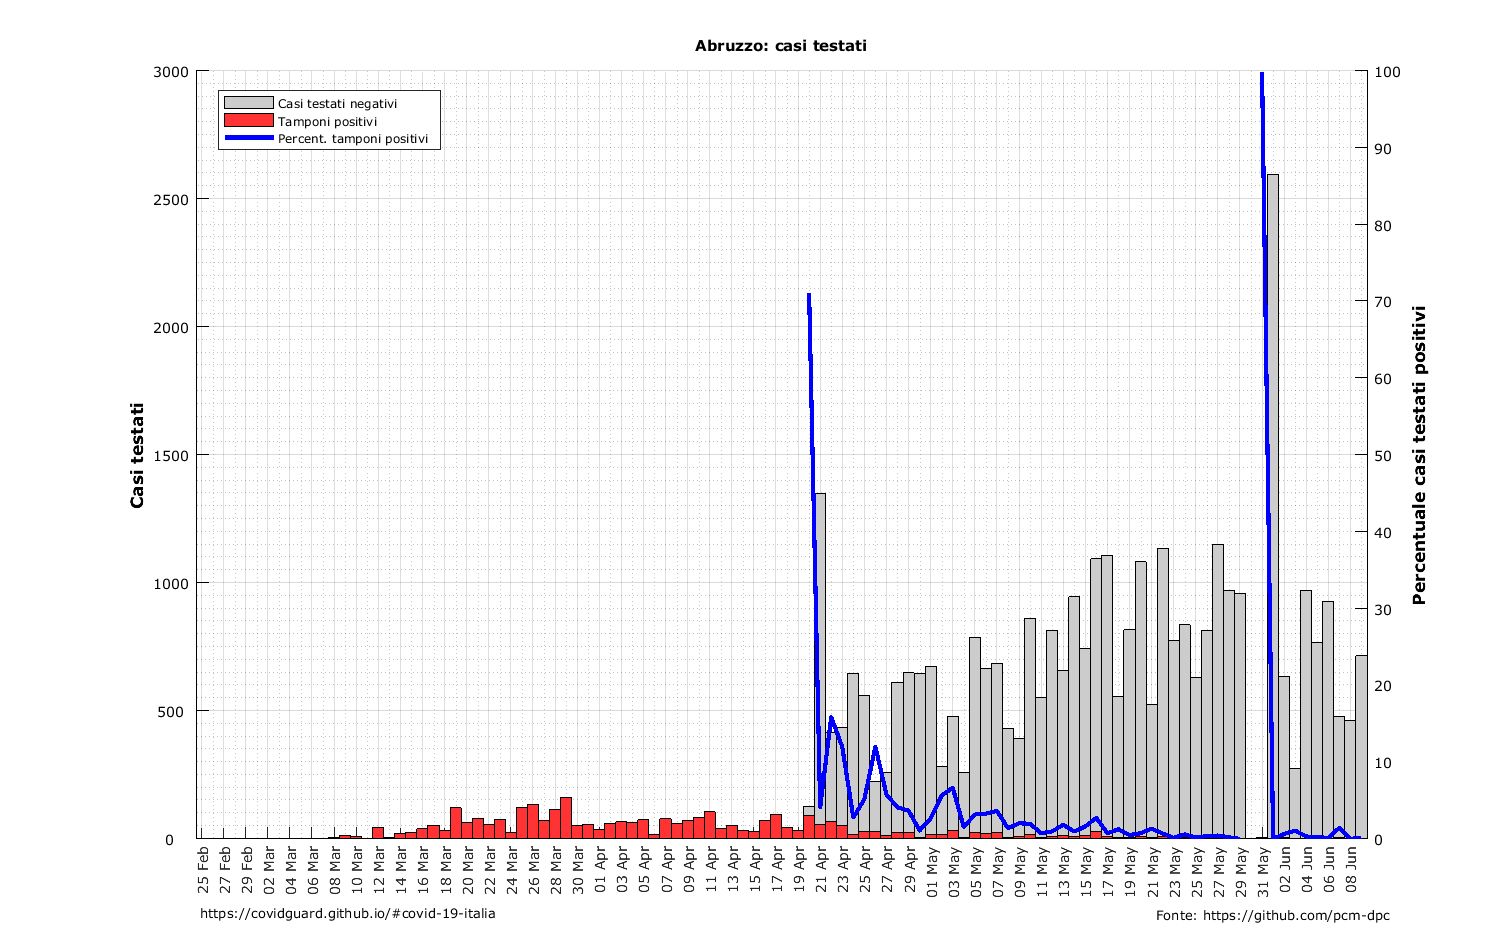 Abruzzo: casi testati
3000
2500
2000
1500
1000
500
0
100
90
80
70
60
50
40
30
20
10
0
Casi testati negativi
Tamponi positivi
Percent. tamponi positivi
Casi testati
Percentuale casi testati positivi
25 Feb
27 Feb
29 Feb
02 Mar
04 Mar
06 Mar
08 Mar
10 Mar
12 Mar
14 Mar
16 Mar
18 Mar
20 Mar
22 Mar
24 Mar
26 Mar
28 Mar
30 Mar
01 Apr
03 Apr
05 Apr
07 Apr
09 Apr
11 Apr
13 Apr
15 Apr
17 Apr
19 Apr
21 Apr
23 Apr
25 Apr
27 Apr
29 Apr
01 May
03 May
05 May
07 May
09 May
11 May
13 May
15 May
17 May
19 May
21 May
23 May
25 May
27 May
29 May
31 May
02 Jun
04 Jun
06 Jun
08 Jun
https://covidguard.github.io/#covid-19-italia
Fonte: https://github.com/pcm-dpc